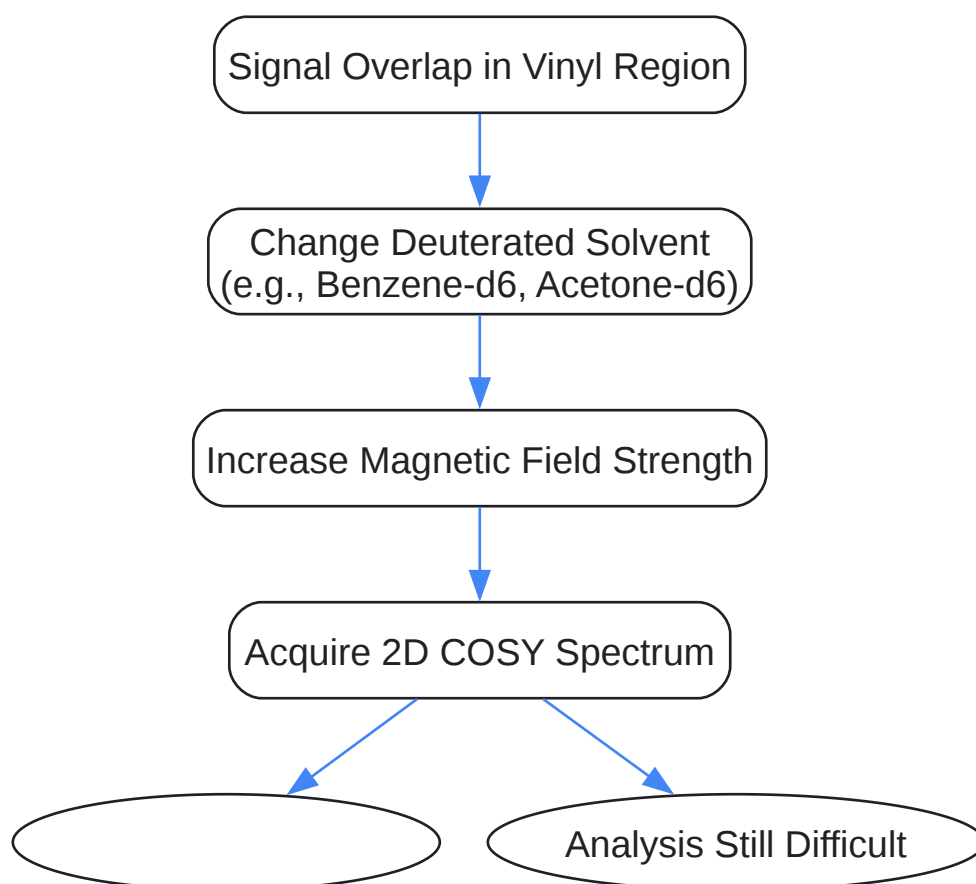 Signal Overlap in Vinyl Region
Change Deuterated Solvent
(e.g., Benzene-d6, Acetone-d6)
Increase Magnetic Field Strength
Acquire 2D COSY Spectrum
Analysis Still Difficult